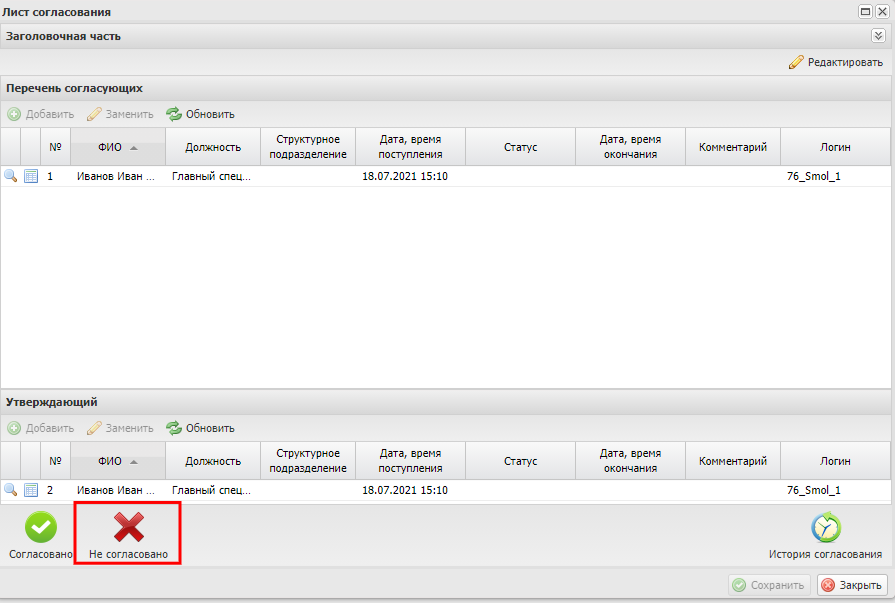 Лист согласования
Заголовочная часть
Редактировать
Перечень согласующих
Добавить Заменить Обновить
№ ФИО Должность Структурное подразделение Дата, время поступления Статус Дата, время окончания Комментарий Логин
1 Иванов Иван ... Главный спец... 18.07.2021 15:10 76_Smol_1
Утверждающий
Добавить Заменить Обновить
№ ФИО Должность Структурное подразделение Дата, время поступления Статус Дата, время окончания Комментарий Логин
2 Иванов Иван ... Главный спец... 18.07.2021 15:10 76_Smol_1
Согласовано Не согласовано История согласования
Сохранить Закрыть